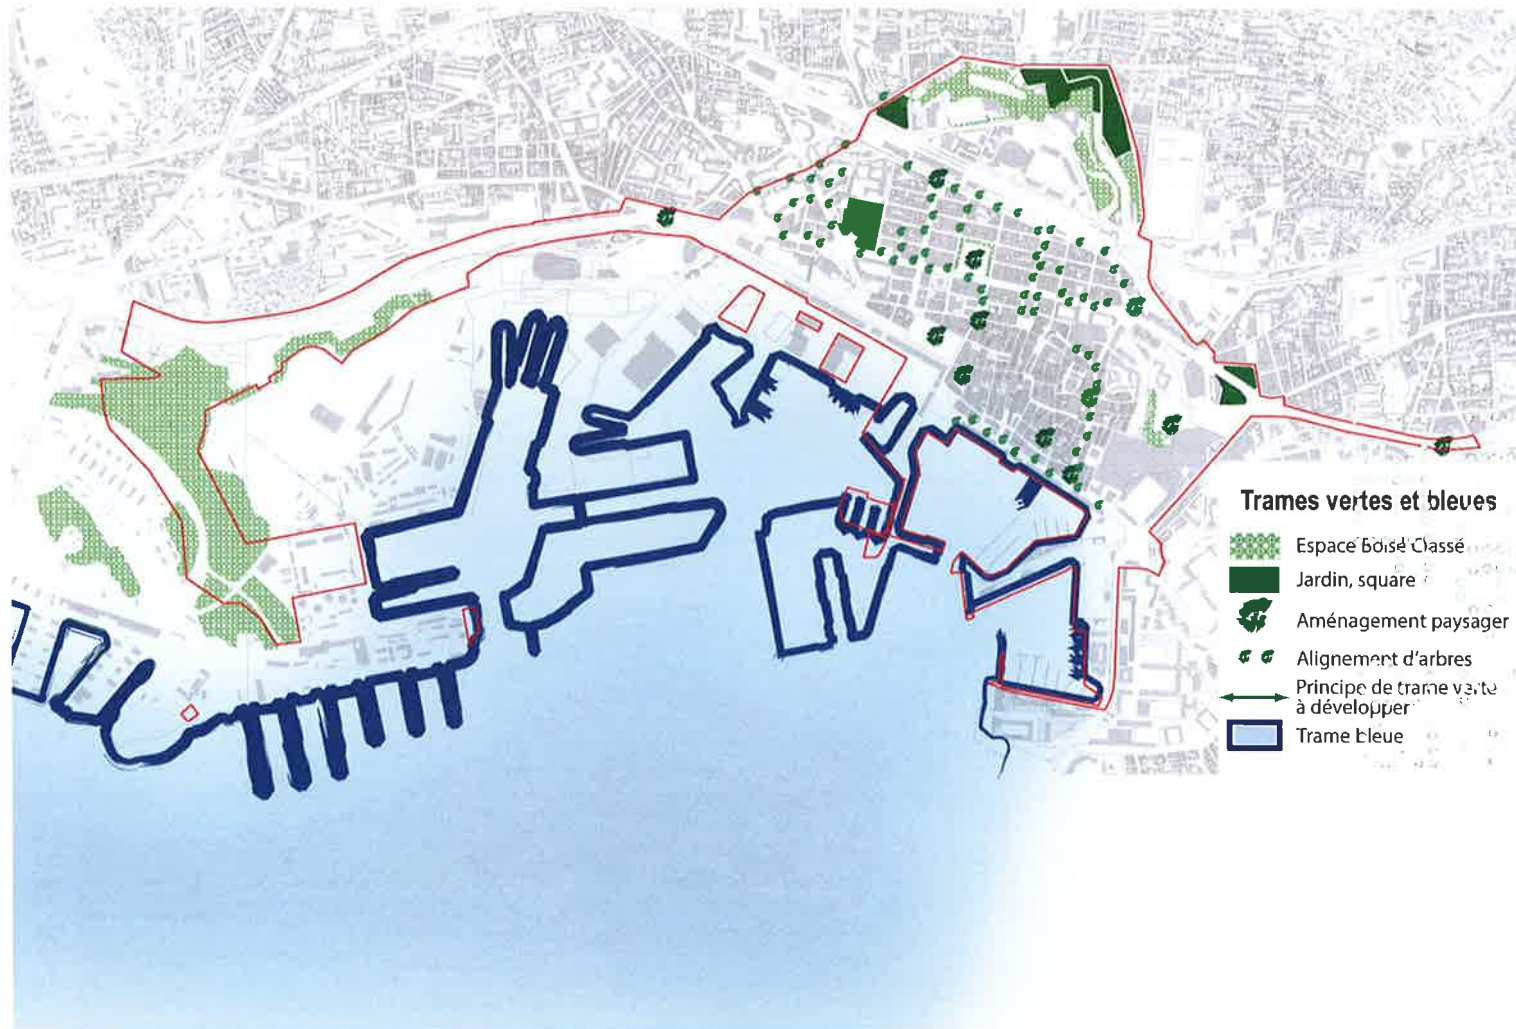 Trames vertes et bleues
Espace Boisé Classé
Jardin, square
Aménagement paysager
Alignement d'arbres
Principe de trame verte
à développer
Trame bleue